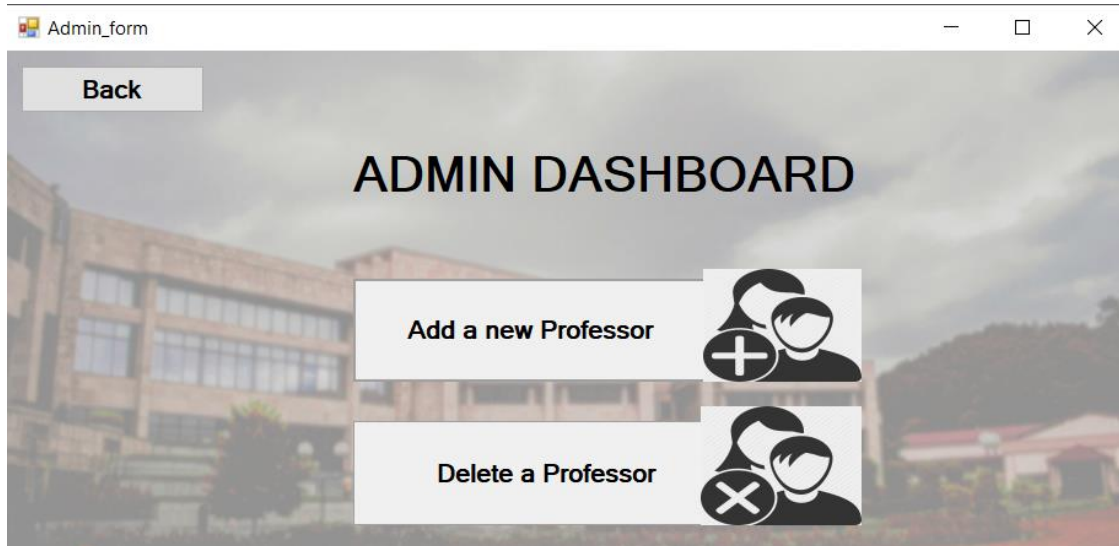 Admin_form
Back
ADMIN DASHBOARD
Add a new Professor
Delete a Professor